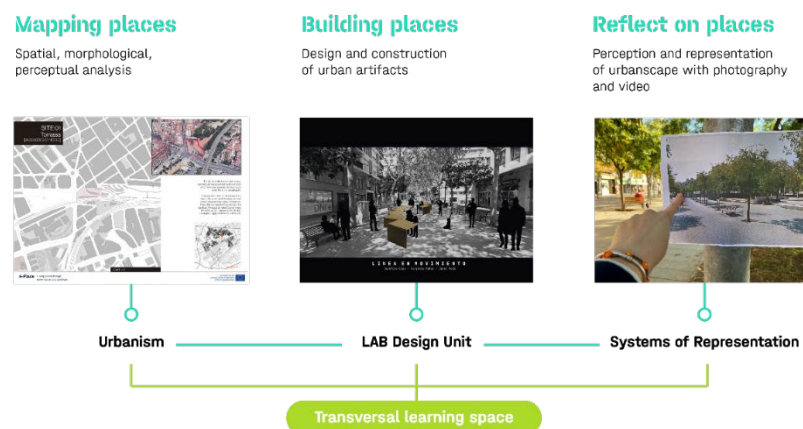 Mapping places
Spatial, morphological,
perceptual analysis
Building places
Design and construction
of urban artifacts
Reflect on places
Perception and representation
of urbanscape with photography
and video
SITE 01
Torrassa
LINEA EN MOVIMIENTO
Urbanism
LAB Design Unit
Systems of Representation
Transversal learning space